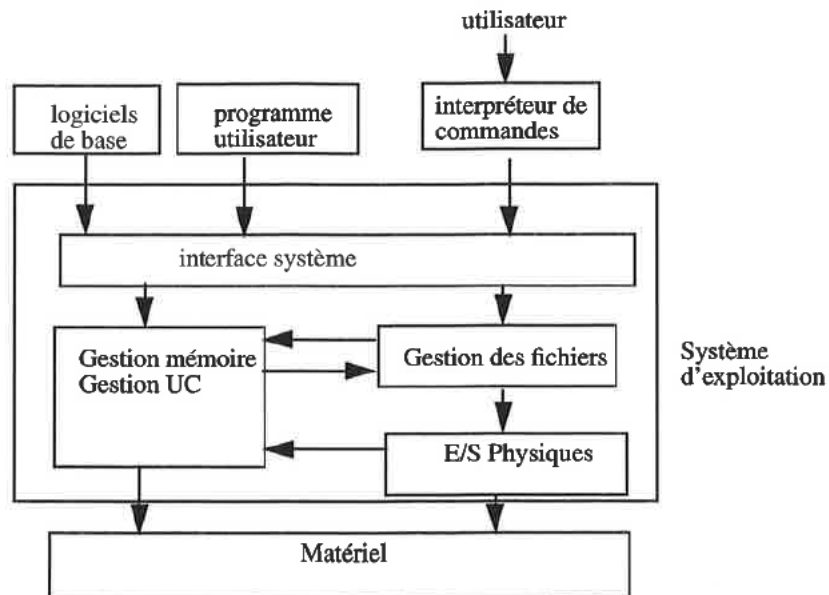 utilisateur
logiciels
de base
programme
utilisateur
interpréteur de
commandes
interface système
Gestion mémoire
Gestion UC
Gestion des fichiers
Système
d'exploitation
E/S Physiques
Matériel